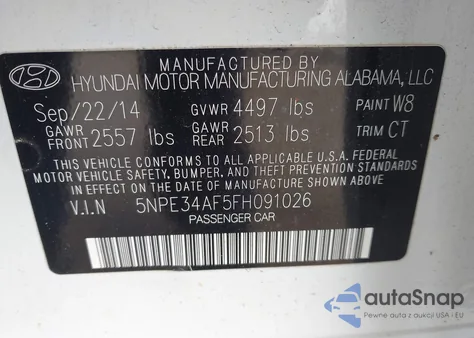 MANUFACTURED BY
HYUNDAI MOTOR MANUFACTURING ALABAMA, LLC
Sep/22/14 GVWR 4497 lbs PAINT W8
GAWR FRONT 2557 lbs GAWR REAR 2513 lbs TRIM CT
THIS VEHICLE CONFORMS TO ALL APPLICABLE U.S.A. FEDERAL
MOTOR VEHICLE SAFETY, BUMPER, AND THEFT PREVENTION STANDARDS
IN EFFECT ON THE DATE OF MANUFACTURE SHOWN ABOVE.
V.I.N 5NPE34AF5FH091026
PASSENGER CAR
autoSnap
Pewne auta z dostawą z USA i EU